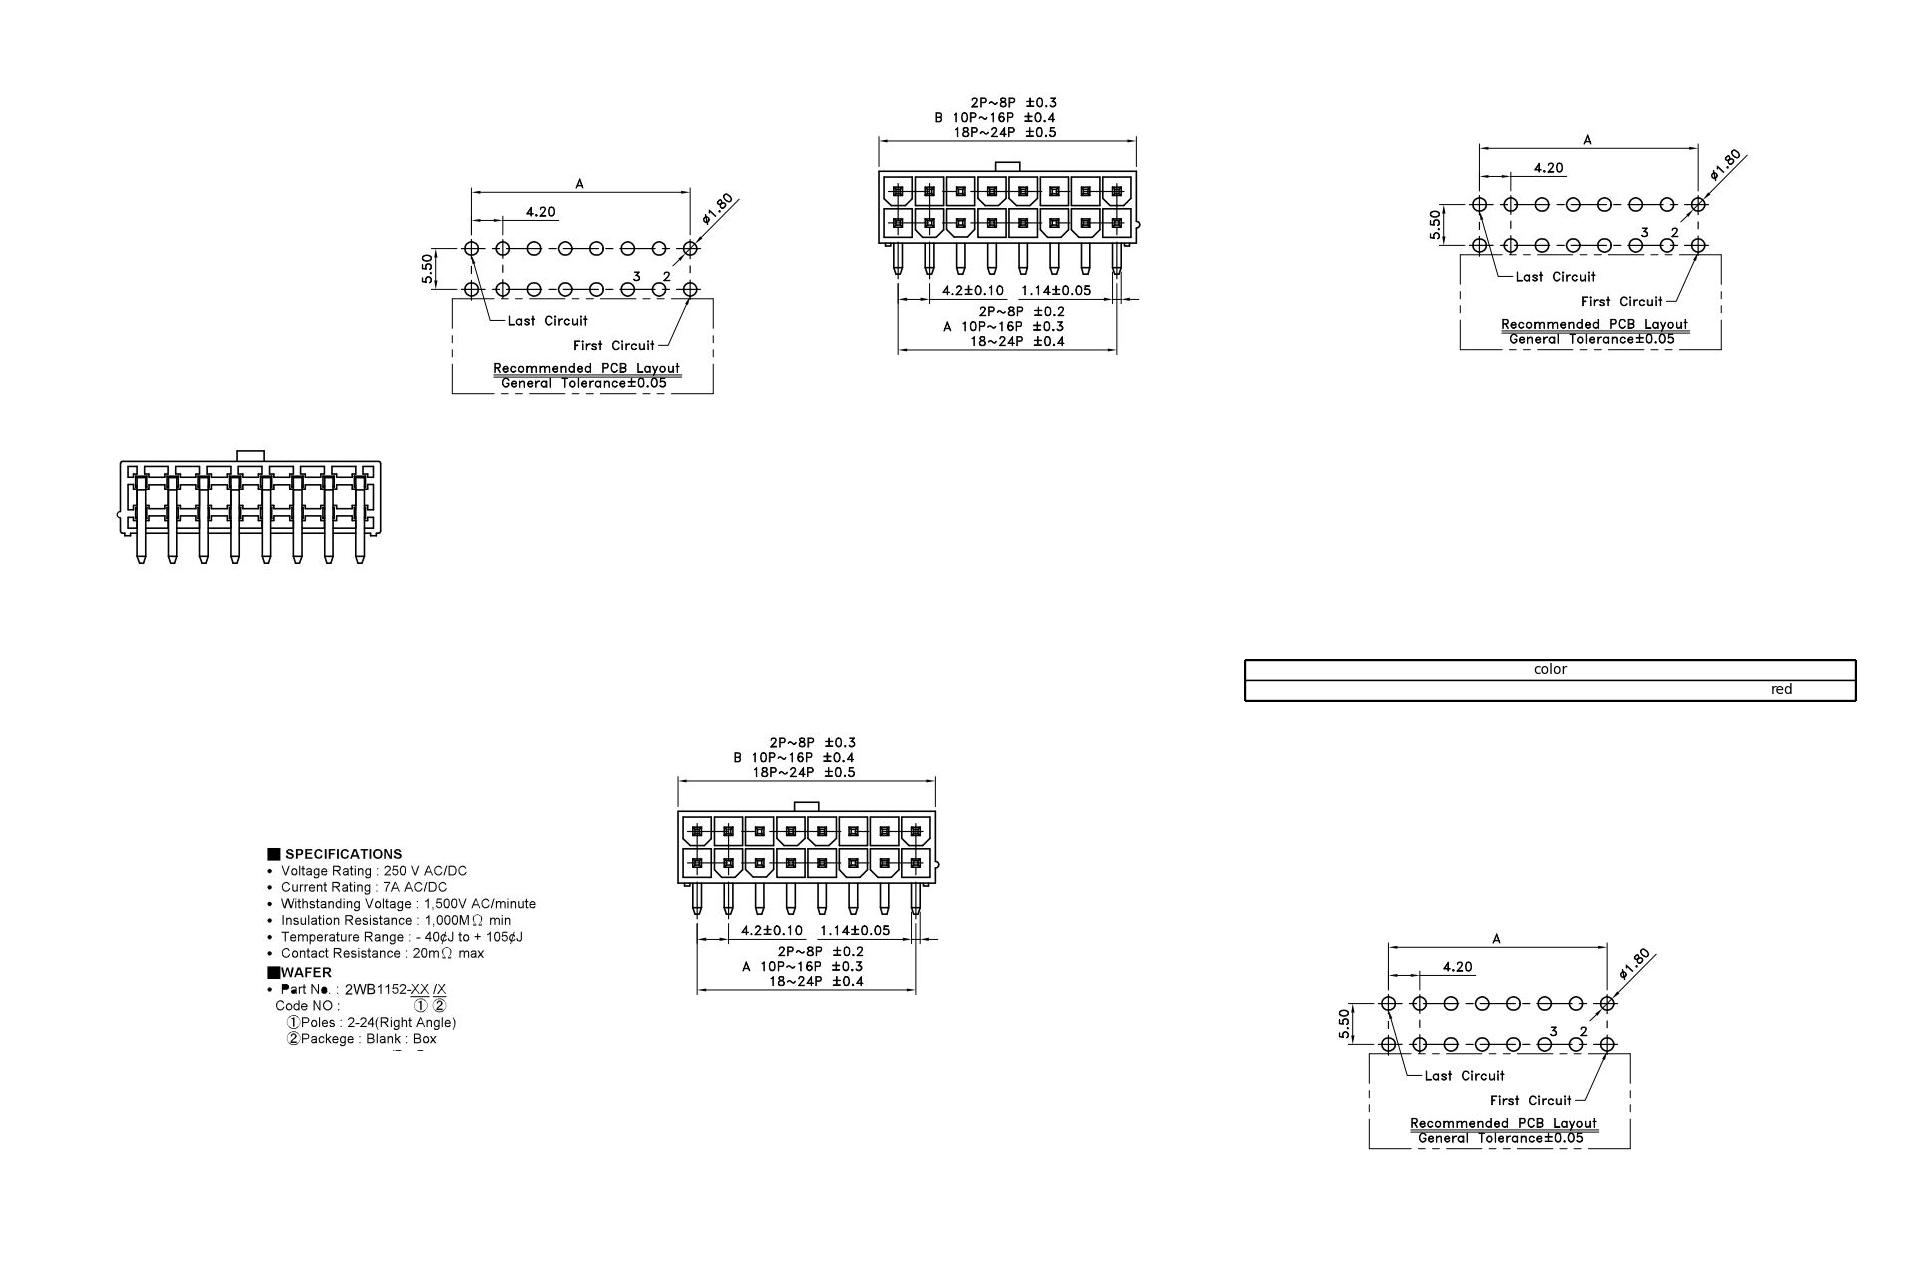 2P~8P ±0.3
B 10P~16P ±0.4
18P~24P ±0.5
4.2±0.10 1.14±0.05
2P~8P ±0.2
A 10P~16P ±0.3
18~24P ±0.4
A
4.20
ø1.80
5.50
3 2
Last Circuit
First Circuit
Recommended PCB Layout
General Tolerance±0.05
A
4.20
ø1.80
5.50
3 2
Last Circuit
First Circuit
Recommended PCB Layout
General Tolerance±0.05
color
red
2P~8P ±0.3
B 10P~16P ±0.4
18P~24P ±0.5
4.2±0.10 1.14±0.05
2P~8P ±0.2
A 10P~16P ±0.3
18~24P ±0.4
■ SPECIFICATIONS
• Voltage Rating : 250 V AC/DC
• Current Rating : 7A AC/DC
• Withstanding Voltage : 1,500V AC/minute
• Insulation Resistance : 1,000MΩ min
• Temperature Range : - 40¢J to + 105¢J
• Contact Resistance : 20mΩ max
■WAFER
• Part No. : 2WB1152-XX /X
Code NO : ① ②
①Poles : 2-24(Right Angle)
②Packege : Blank : Box
A
4.20
ø1.80
5.50
3 2
Last Circuit
First Circuit
Recommended PCB Layout
General Tolerance±0.05